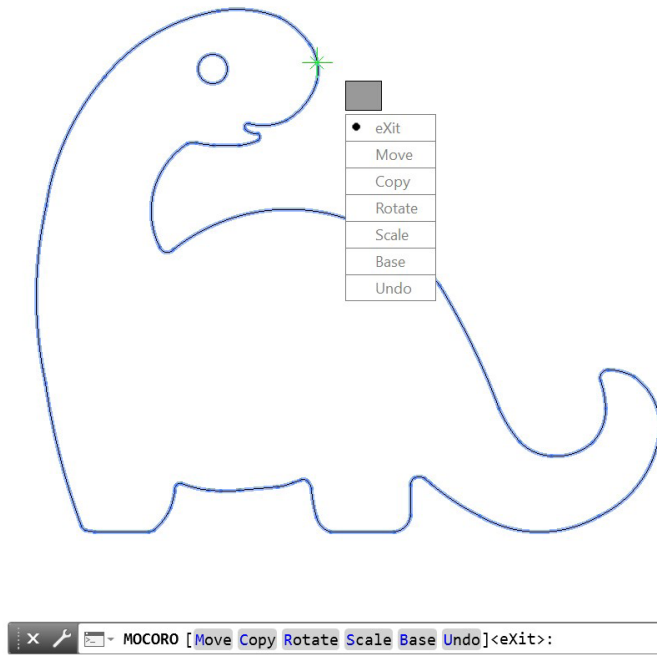 eXit
Move
Copy
Rotate
Scale
Base
Undo
MOCORO [Move Copy Rotate Scale Base Undo]<eXit>: